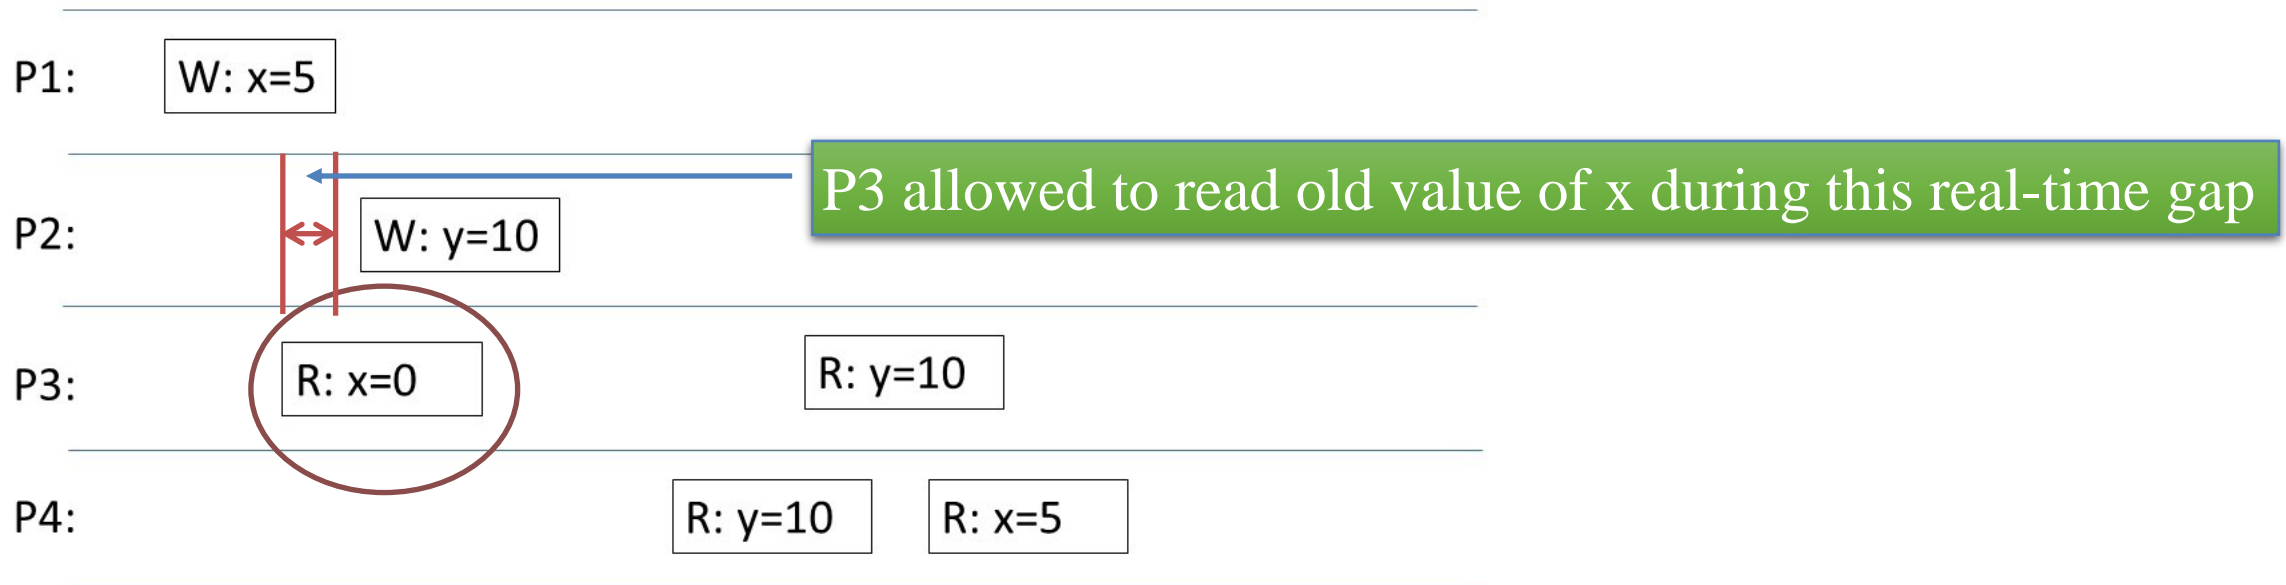 P1:
W: x=5
P3 allowed to read old value of x during this real-time gap
P2:
W: y=10
P3:
R: x=0
R: y=10
P4:
R: y=10
R: x=5